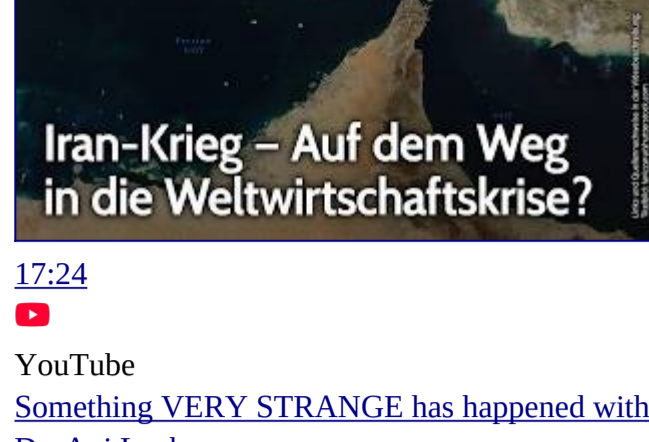 Iran-Krieg – Auf dem Weg
in die Weltwirtschaftskrise?
17:24
YouTube
Something VERY STRANGE has happened with